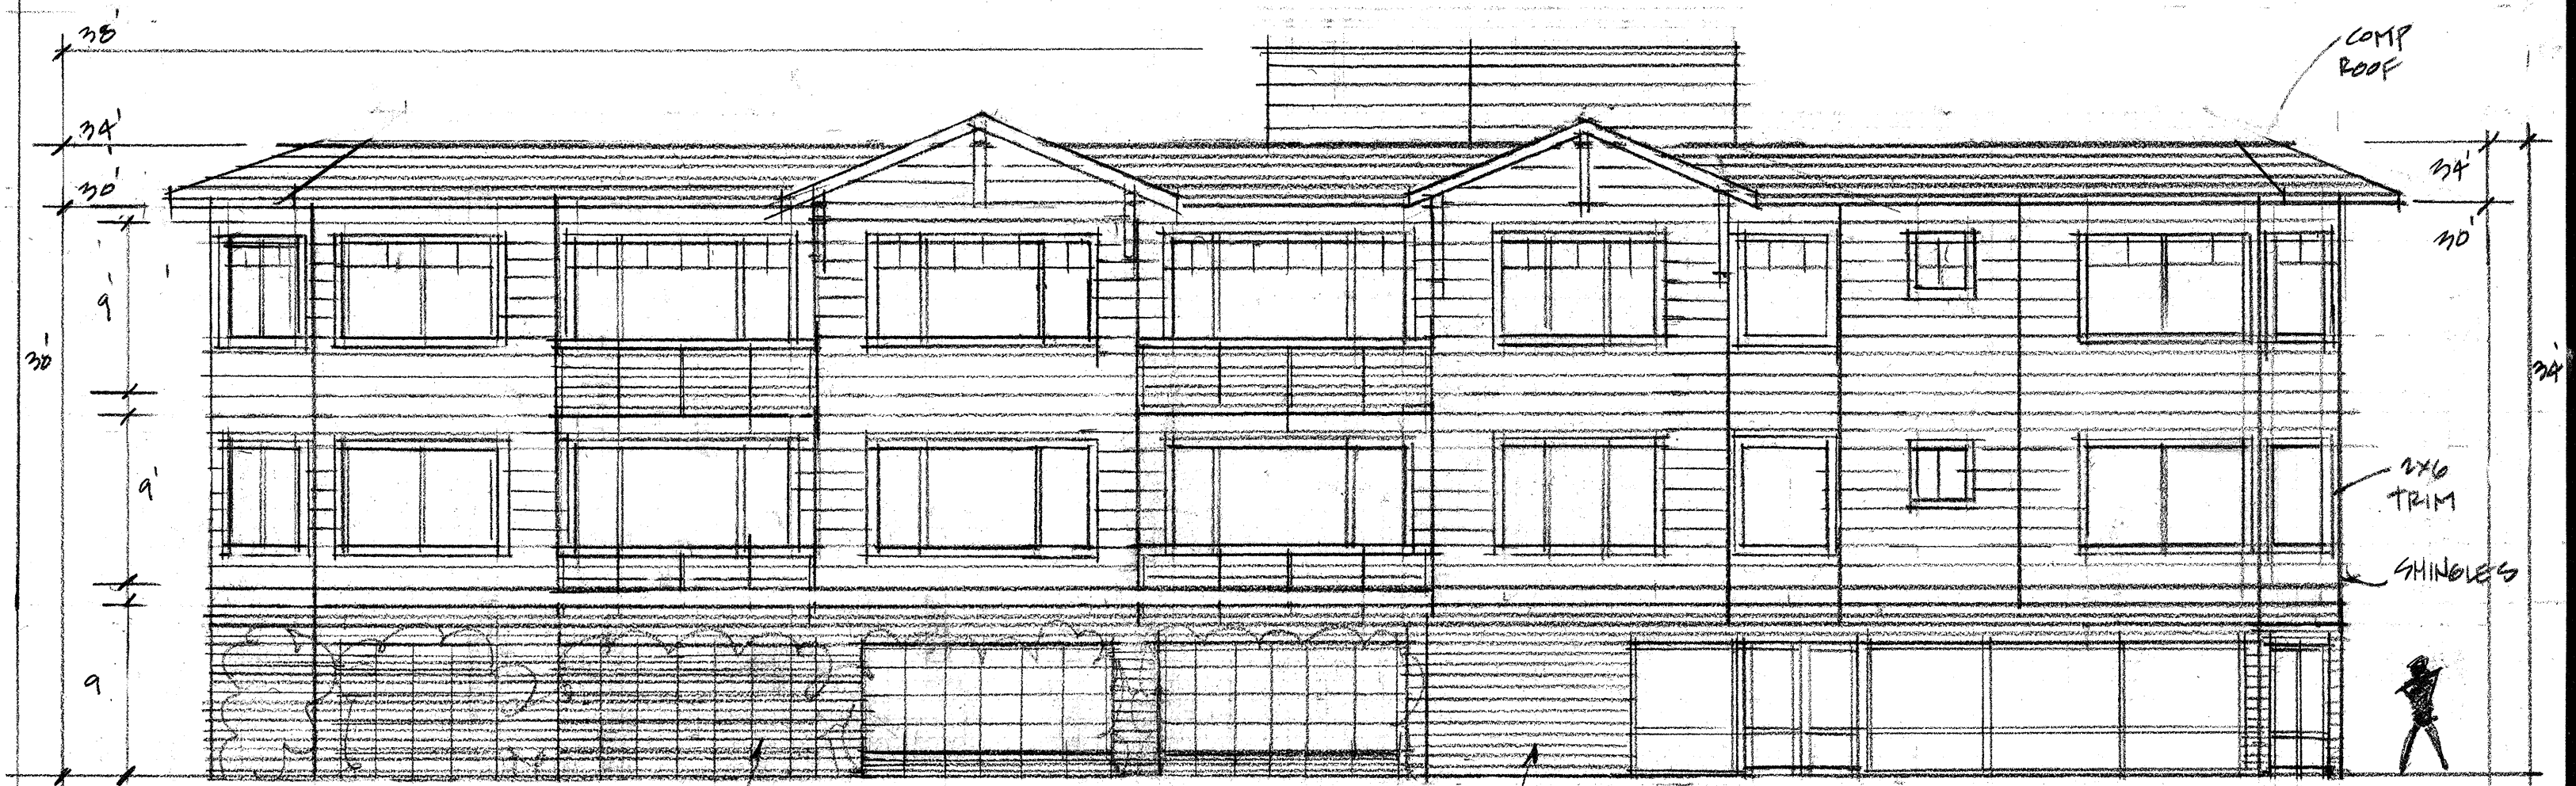 38'
34'
30'
9'
30'
9'
9
COMP
ROOF
34'
30'
34'
2x6
TRIM
SHINGLES